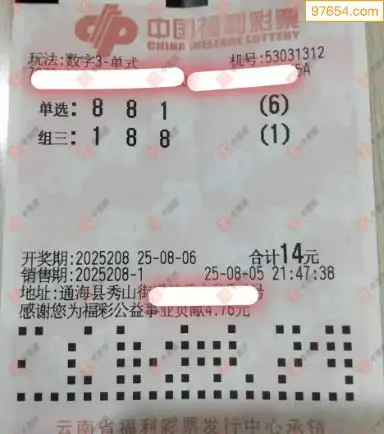 97654.com
中国福利彩票
CHINA WELFARE LOTTERY
玩法:数字3-单式 机号:53031312
5A
单选: 8 8 1 (6)
组三: 1 8 8 (1)
开奖期:2025208 25-08-06 合计14元
销售期:2025208-1 25-08-05 21:47:38
地址:通海县秀山街 号
感谢您为福彩公益事业贡献4.76元
云南省福利彩票发行中心承销